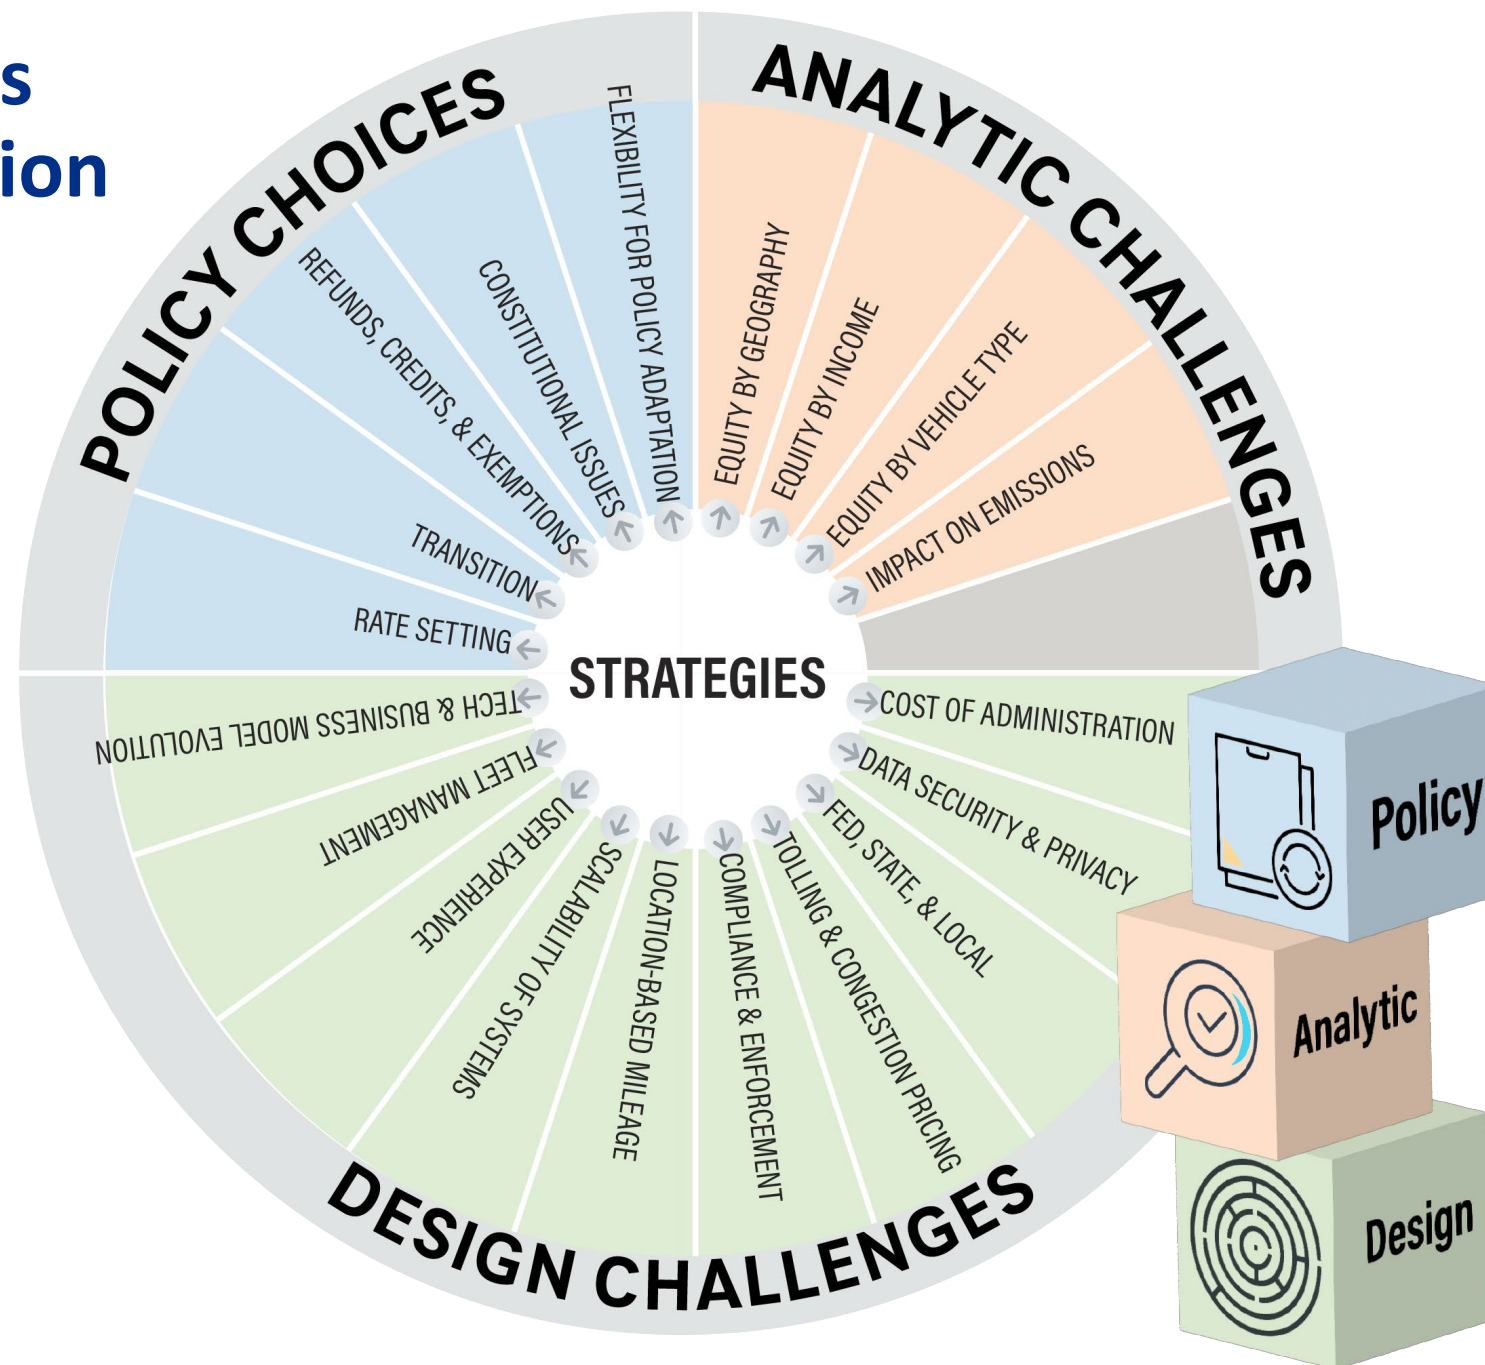 s
ion
POLICY CHOICES
FLEXIBILITY FOR POLICY ADAPTATION
CONSTITUTIONAL ISSUES
REFUNDS, CREDITS, & EXEMPTIONS
TRANSITION
RATE SETTING
ANALYTIC CHALLENGES
EQUITY BY GEOGRAPHY
EQUITY BY INCOME
EQUITY BY VEHICLE TYPE
IMPACT ON EMISSIONS
STRATEGIES
COST OF ADMINISTRATION
DATA SECURITY & PRIVACY
FED, STATE, & LOCAL
TOLLING & CONGESTION PRICING
COMPLIANCE & ENFORCEMENT
LOCATION-BASED MILEAGE
SCALABILITY OF SYSTEMS
USER EXPERIENCE
FLEET MANAGEMENT
TECH & BUSINESS MODEL EVOLUTION
DESIGN CHALLENGES
Policy
Analytic
Design